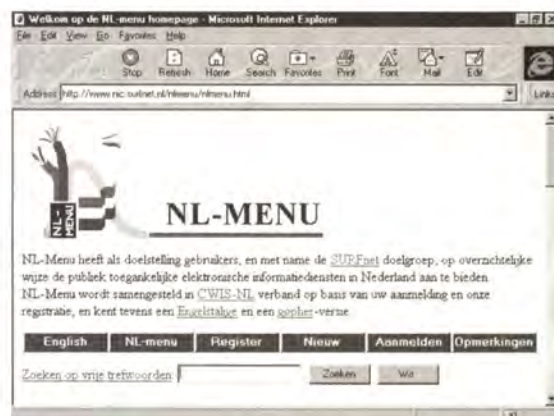 Welkom op de NL-menu homepage - Microsoft Internet Explorer
File Edit View Go Favorites Help
Stop Refresh Home Search Favorites Print Font Mail Edit
Address http://www.nic.surfnet.nl/nlmenu/nlmenu.html Links
NL-MENU
NL-MENU
NL-Menu heeft als doelstelling gebruikers, en met name de SURFnet doelgroep, op overzichtelijke
wijze de publiek toegankelijke elektronische informatiediensten in Nederland aan te bieden.
NL-Menu wordt samengesteld in CWIS-NL verband op basis van uw aanmelding en onze
registratie, en kent tevens een Engelstalige en een gopher-versie
English NL-menu Register Nieuw Aanmelden Opmerkingen
Zoeken op vrije trefwoorden: Zoeken Wis